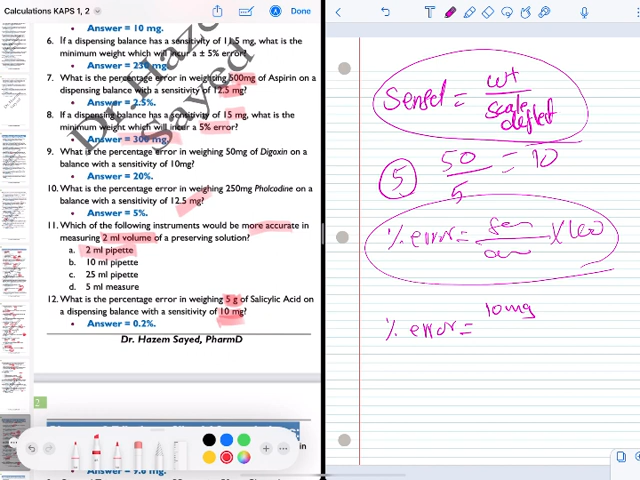 Calculations KAPS 1, 2
• Answer = 10 mg.
6. If a dispensing balance has a sensitivity of 11.5 mg, what is the
minimum weight which will incur a ± 5% error?
• Answer = 230 mg.
7. What is the percentage error in weighting 500mg of Aspirin on a
dispensing balance with a sensitivity of 12.5 mg?
• Answer = 2.5%.
8. If a dispensing balance has a sensitivity of 15 mg, what is the
minimum weight which will incur a 5% error?
• Answer = 300 mg.
9. What is the percentage error in weighing 50mg of Digoxin on a
balance with a sensitivity of 10mg?
• Answer = 20%.
10. What is the percentage error in weighing 250mg Pholcodine on a
balance with a sensitivity of 12.5 mg?
• Answer = 5%.
11. Which of the following instruments would be more accurate in
measuring 2 ml volume of a preserving solution?
a. 2 ml pipette
b. 10 ml pipette
c. 25 ml pipette
d. 5 ml measure
12. What is the percentage error in weighing 5 g of Salicylic Acid on
a dispensing balance with a sensitivity of 10 mg?
• Answer = 0.2%.
Dr. Hazem Sayed, PharmD
2
Dr. Hazem
Sayed
wt
=
scale
5
50
5
= 10
% error =
x 100
10mg
% error =